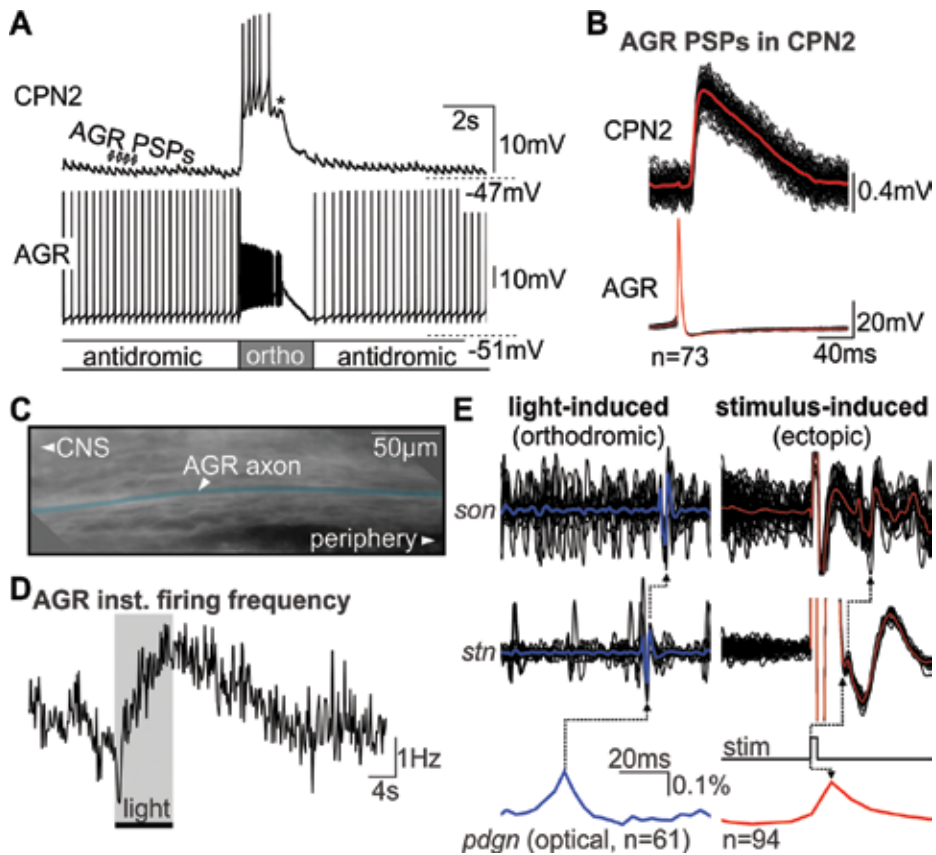 A
CPN2
AGR PSPs
*
2s
10mV
-47mV
AGR
10mV
-51mV
antidromic
ortho
antidromic
B
AGR PSPs in CPN2
CPN2
0.4mV
AGR
20mV
40ms
n=73
C
CNS
50µm
AGR axon
periphery
D
AGR inst. firing frequency
1Hz
4s
light
E
light-induced
(orthodromic)
stimulus-induced
(ectopic)
son
stn
stim
20ms
0.1%
pdgn (optical, n=61)
n=94